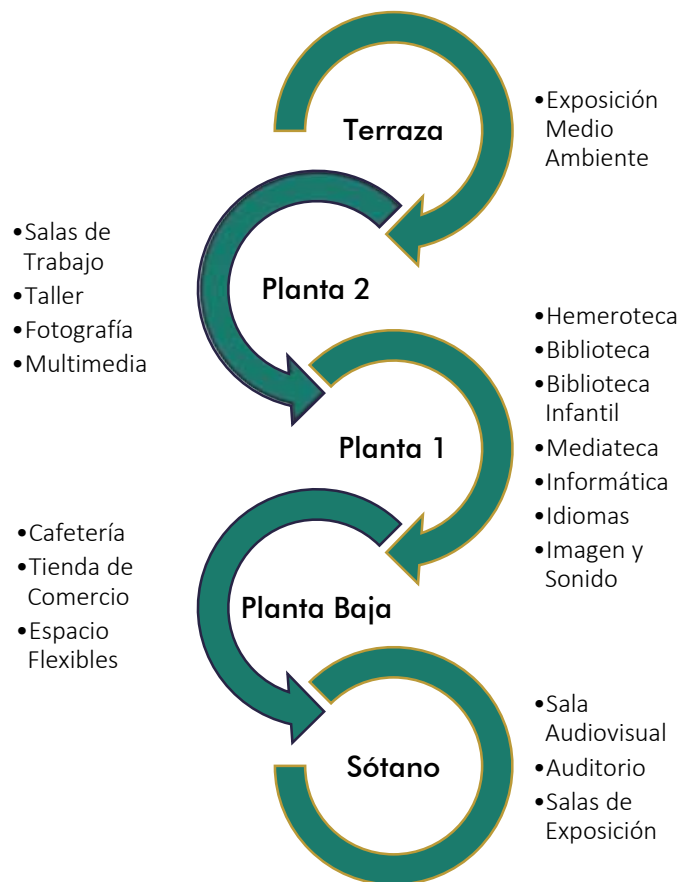 Terraza
•Exposición
Medio
Ambiente
Planta 2
•Salas de
Trabajo
•Taller
•Fotografía
•Multimedia
Planta 1
•Hemeroteca
•Biblioteca
•Biblioteca
Infantil
•Mediateca
•Informática
•Idiomas
•Imagen y
Sonido
Planta Baja
•Cafetería
•Tienda de
Comercio
•Espacio
Flexibles
Sótano
•Sala
Audiovisual
•Auditorio
•Salas de
Exposición